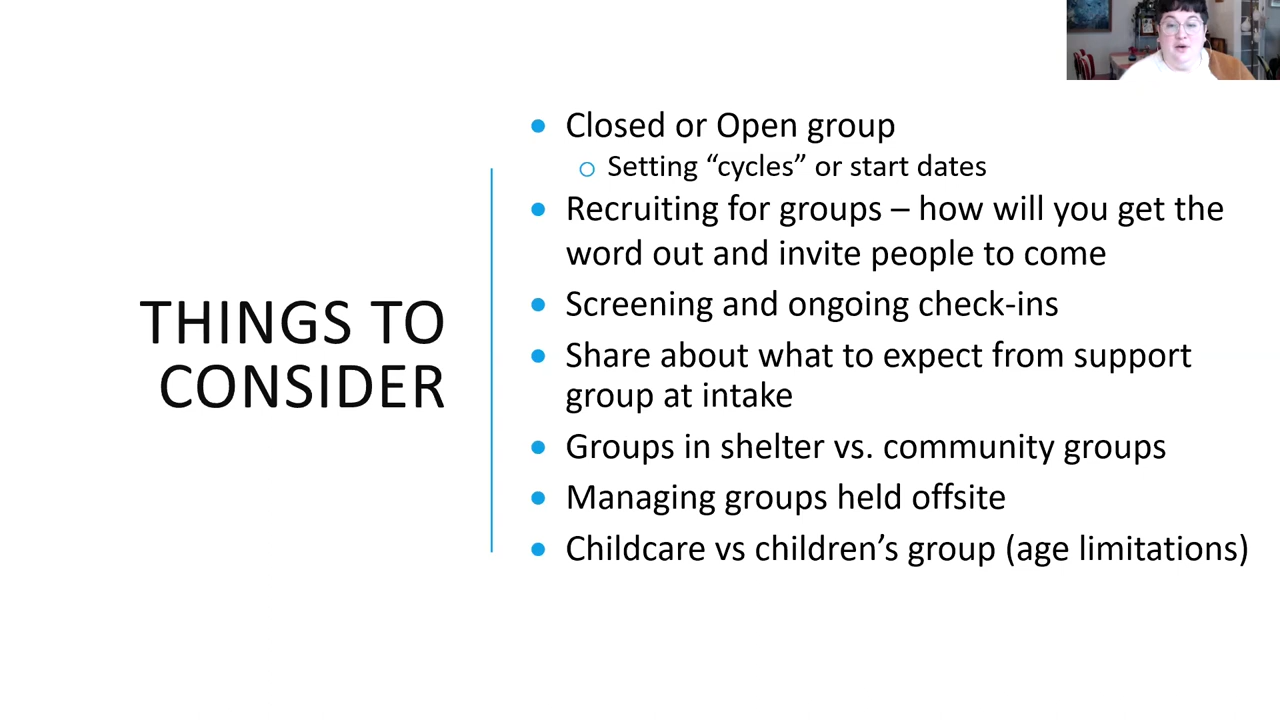 THINGS TO
CONSIDER
Closed or Open group
Setting “cycles” or start dates
Recruiting for groups – how will you get the
word out and invite people to come
Screening and ongoing check-ins
Share about what to expect from support
group at intake
Groups in shelter vs. community groups
Managing groups held offsite
Childcare vs children’s group (age limitations)